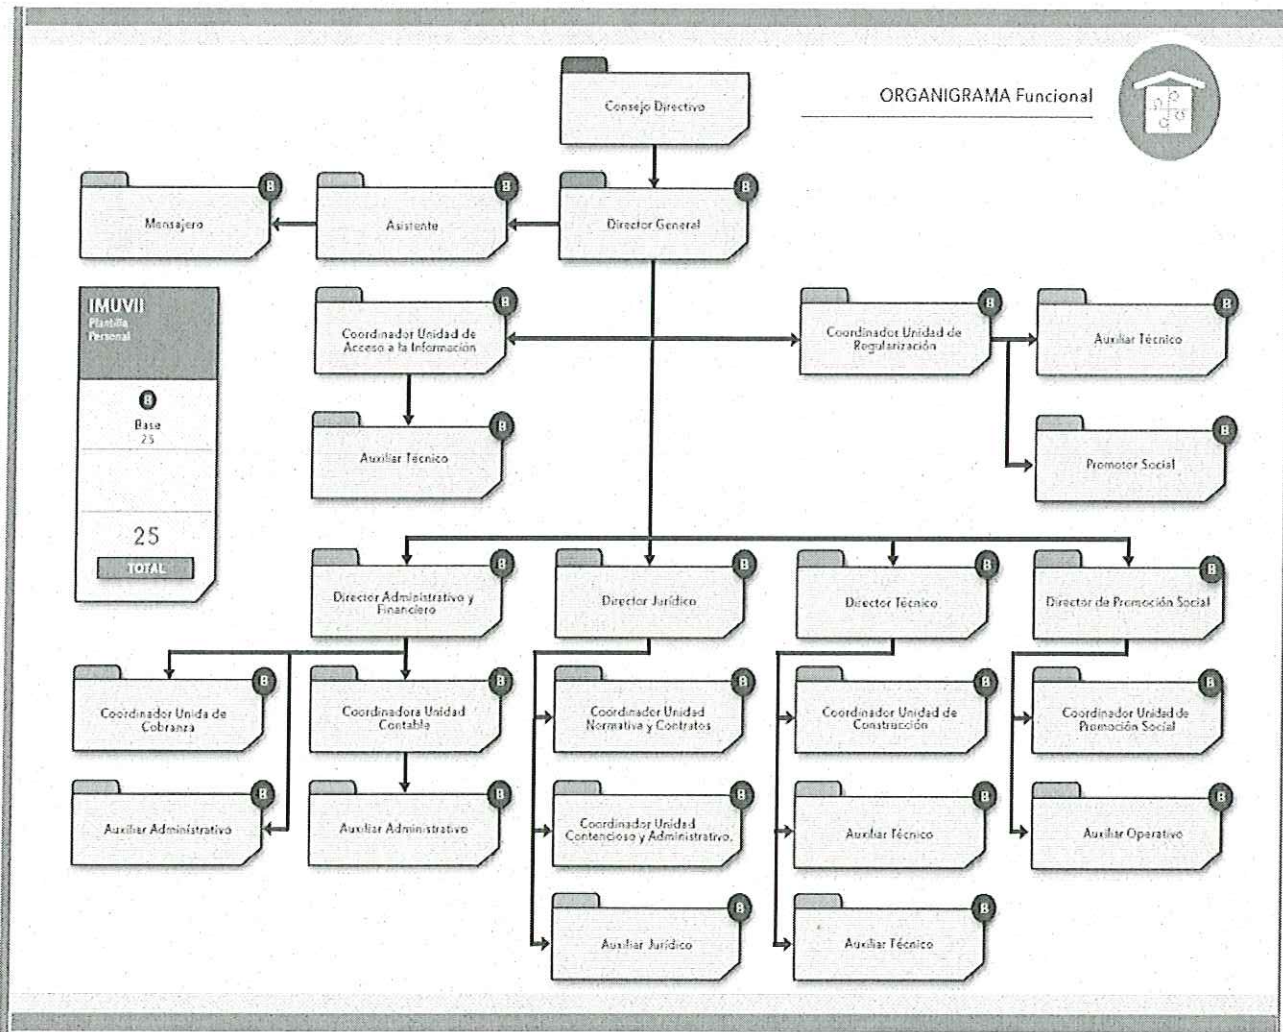 ORGANIGRAMA Funcional
Consejo Directivo
B
Mensajero
B
Asistente
B
Director General
IMUVII
Plantilla
Personal
B
Base
25
25
TOTAL
B
Coordinador Unidad de
Acceso a la Información
B
Coordinador Unidad de
Regularización
B
Auxiliar Técnico
B
Auxiliar Técnico
B
Promotor Social
B
Director Administrativo y
Financiero
B
Director Jurídico
B
Director Técnico
B
Director de Promoción Social
B
Coordinador Unida de
Cobranza
B
Coordinadora Unidad
Contable
B
Coordinador Unidad
Normativa y Contratos
B
Coordinador Unidad de
Construcción
B
Coordinador Unidad de
Promoción Social
B
Auxiliar Administrativo
B
Auxiliar Administrativo
B
Coordinador Unidad
Contencioso y Administrativo.
B
Auxiliar Técnico
B
Auxiliar Operativo
B
Auxiliar Jurídico
B
Auxiliar Técnico